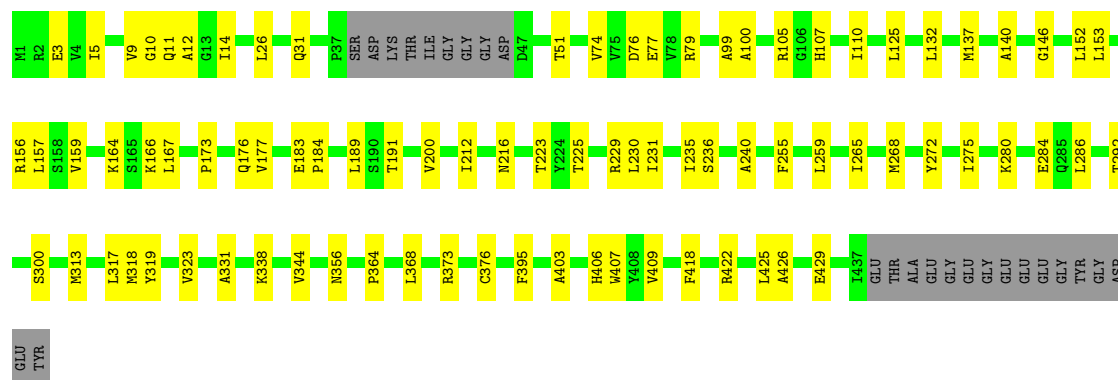 M1 R2 E3 V4 I5 V9 G10 Q11 A12 G13 I14 L26 Q31 P37 SER ASP LYS THR ILE GLY GLY GLY ASP D47 T51 V74 V75 D76 E77 V78 R79 A99 A100 R105 G106 H107 I110 L125 L132 M137 A140 G146 L152 L153
R156 L157 S158 V159 K164 S165 K166 L167 P173 Q176 V177 E183 P184 L189 S190 T191 V200 I212 N216 T223 Y224 T225 R229 L230 I231 I235 S236 A240 F255 L259 I265 M268 Y272 I275 K280 E284 Q285 L286 T292
S300 M313 L317 M318 Y319 V323 A331 K338 V344 N356 P364 L368 R373 C376 F395 A403 H406 W407 Y408 V409 F418 R422 L425 A426 E429 I437 GLU THR ALA GLU GLY GLU GLY GLU GLU GLU GLY TYR GLY ASP
GLU TYR